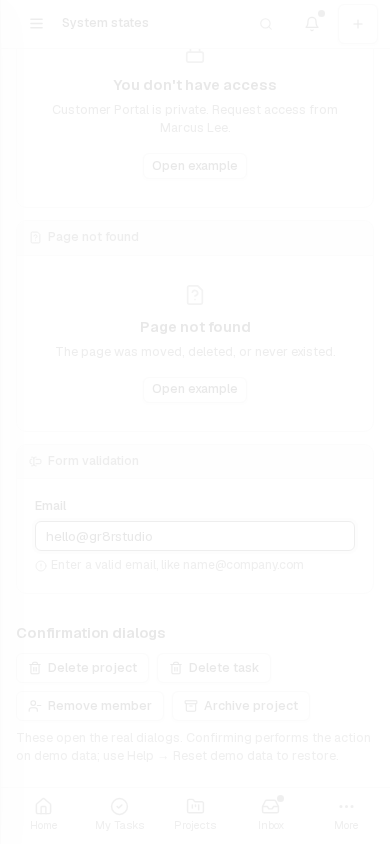 System states
You don't have access
Customer Portal is private. Request access from
Marcus Lee.
Open example
Page not found
Page not found
The page was moved, deleted, or never existed.
Open example
Form validation
Email
hello@gr8rstudio
Enter a valid email, like name@company.com
Confirmation dialogs
Delete project
Delete task
Remove member
Archive project
These open the real dialogs. Confirming performs the action
on demo data; use Help → Reset demo data to restore.
Home
My Tasks
Projects
Inbox
More